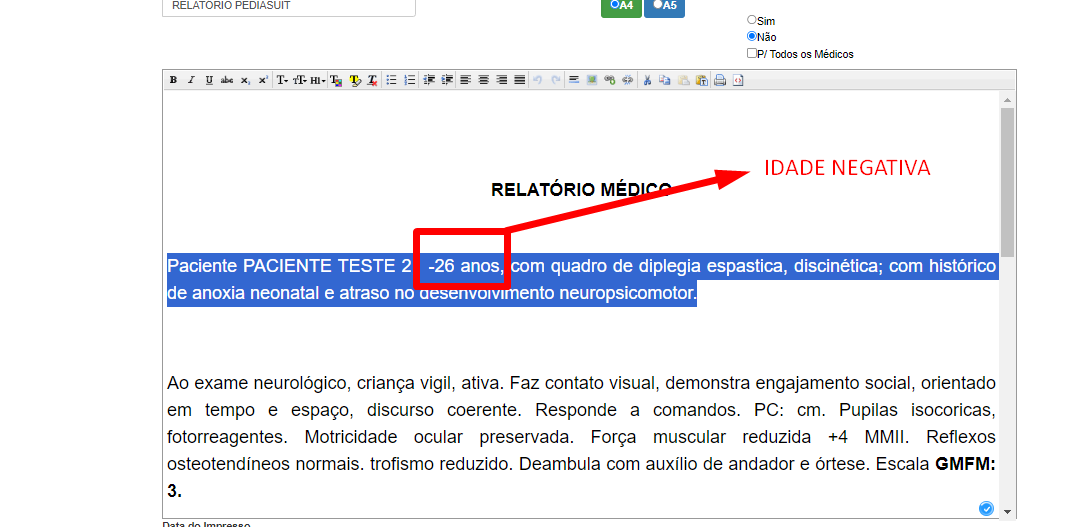 RELATÓRIO PEDIASUIT
A4 A5
Sim
Não
P/ Todos os Médicos
IDADE NEGATIVA
RELATÓRIO MÉDICO
Paciente PACIENTE TESTE 2 -26 anos, com quadro de diplegia espastica, discinética; com histórico
de anoxia neonatal e atraso no desenvolvimento neuropsicomotor.
Ao exame neurológico, criança vigil, ativa. Faz contato visual, demonstra engajamento social, orientado
em tempo e espaço, discurso coerente. Responde a comandos. PC: cm. Pupilas isocoricas,
fotorreagentes. Motricidade ocular preservada. Força muscular reduzida +4 MMII. Reflexos
osteotendíneos normais. trofismo reduzido. Deambula com auxílio de andador e órtese. Escala GMFM:
3.
Data do Impresso